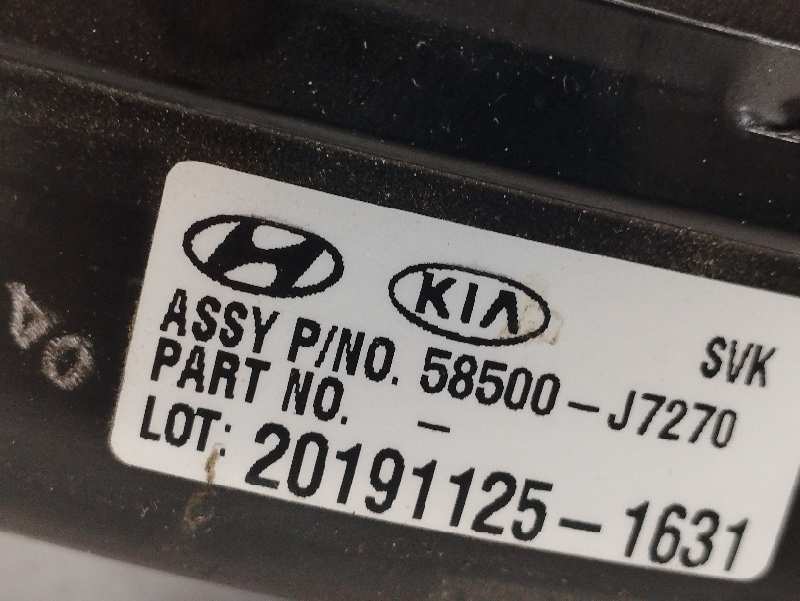 KIA
SVK
ASSY P/NO. 58500-J7270
PART NO. -
LOT: 20191125-1631